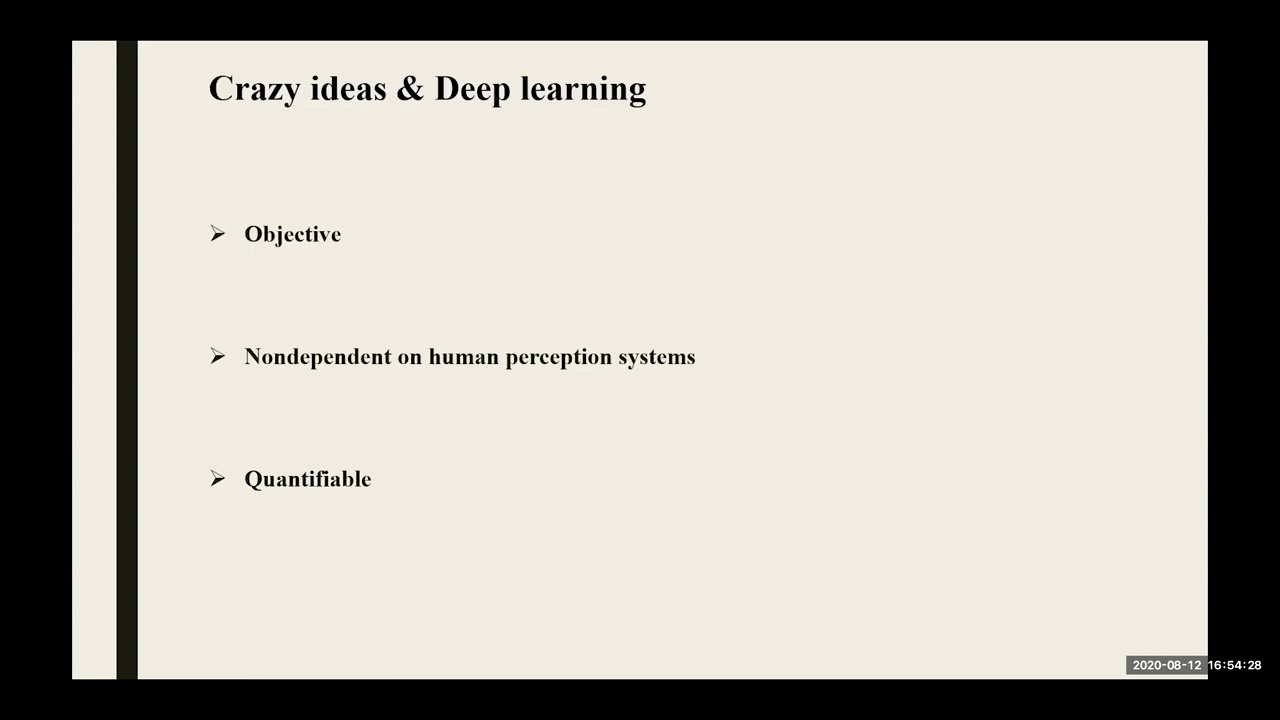 Crazy ideas & Deep learning
Objective
Nondependent on human perception systems
Quantifiable
2020-08-12 16:54:28